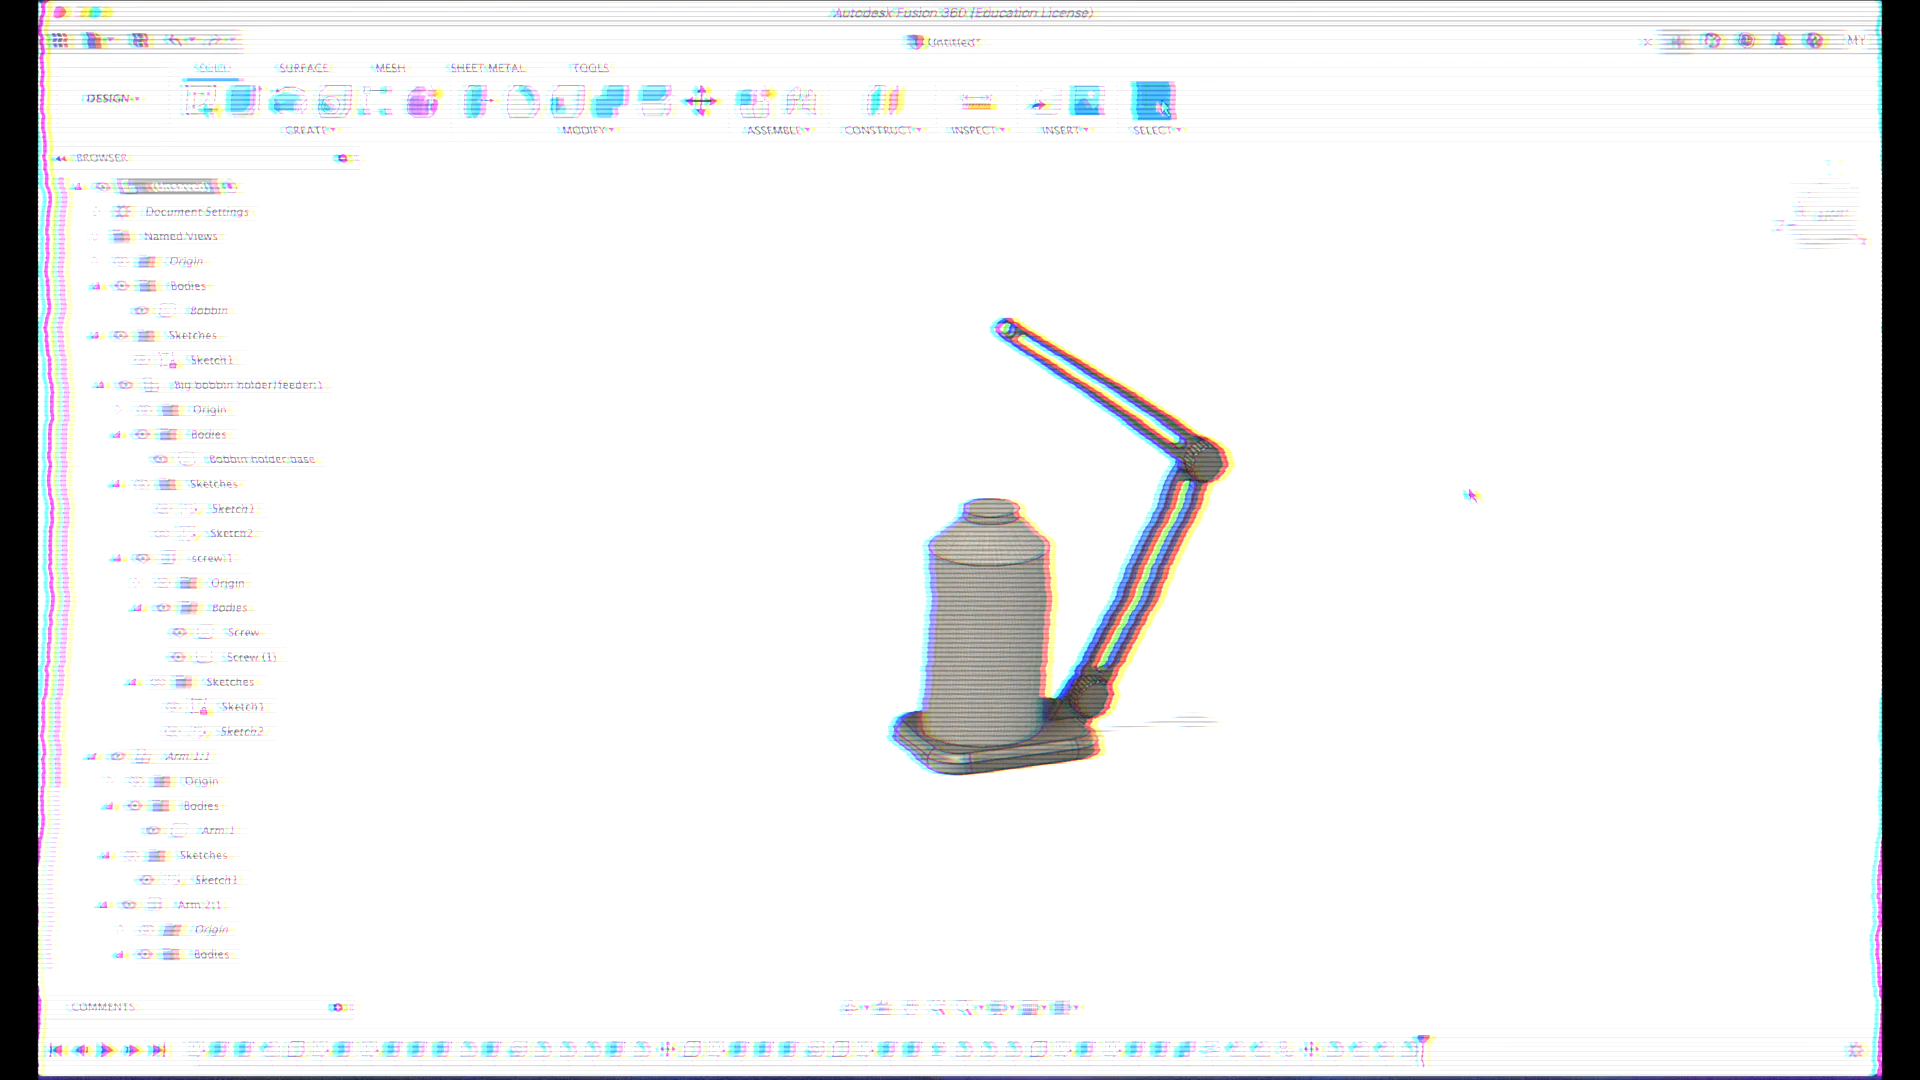 Autodesk Fusion 360 (Education License)
Untitled*
MY
SOLID SURFACE MESH SHEET METAL TOOLS
DESIGN
CREATE MODIFY ASSEMBLE CONSTRUCT INSPECT INSERT SELECT
BROWSER
(Unsaved)
Document Settings
Named Views
Origin
Bodies
Bobbin
Sketches
Sketch1
Big bobbin holder/feeder:1
Origin
Bodies
Bobbin holder base
Sketches
Sketch1
Sketch2
screw:1
Origin
Bodies
Screw
Screw (1)
Sketches
Sketch1
Sketch2
Arm 1:1
Origin
Bodies
Arm 1
Sketches
Sketch1
Arm 2:1
Origin
Bodies
COMMENTS